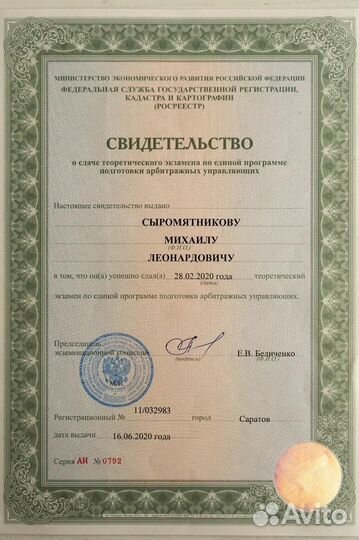 МИНИСТЕРСТВО ЭКОНОМИЧЕСКОГО РАЗВИТИЯ РОССИЙСКОЙ ФЕДЕРАЦИИ
ФЕДЕРАЛЬНАЯ СЛУЖБА ГОСУДАРСТВЕННОЙ РЕГИСТРАЦИИ,
КАДАСТРА И КАРТОГРАФИИ
(РОСРЕЕСТР)
СВИДЕТЕЛЬСТВО
о сдаче теоретического экзамена по единой программе
подготовки арбитражных управляющих
Настоящее свидетельство выдано
СЫРОМЯТНИКОВУ
МИХАИЛУ
(Ф.И.О.)
ЛЕОНАРДОВИЧУ
в том, что он(а) успешно сдал(а) 28.02.2020 года теоретический
(дата)
экзамен по единой программе подготовки арбитражных управляющих.
Председатель
экзаменационной комиссии Е.В. Бедиченко
(подпись) (Ф.И.О.)
М.П.
Регистрационный № 11/032983 город Саратов
дата выдачи 16.06.2020 года
Серия АИ № 0792
Avito